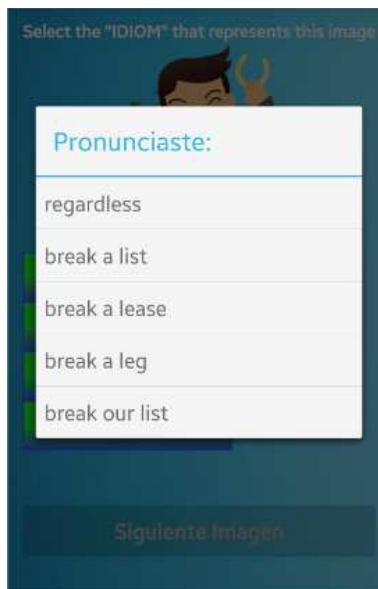 Select the "IDIOM" that represents this image
Pronunciaste:
regardless
break a list
break a lease
break a leg
break our list
Siguiente Imagen